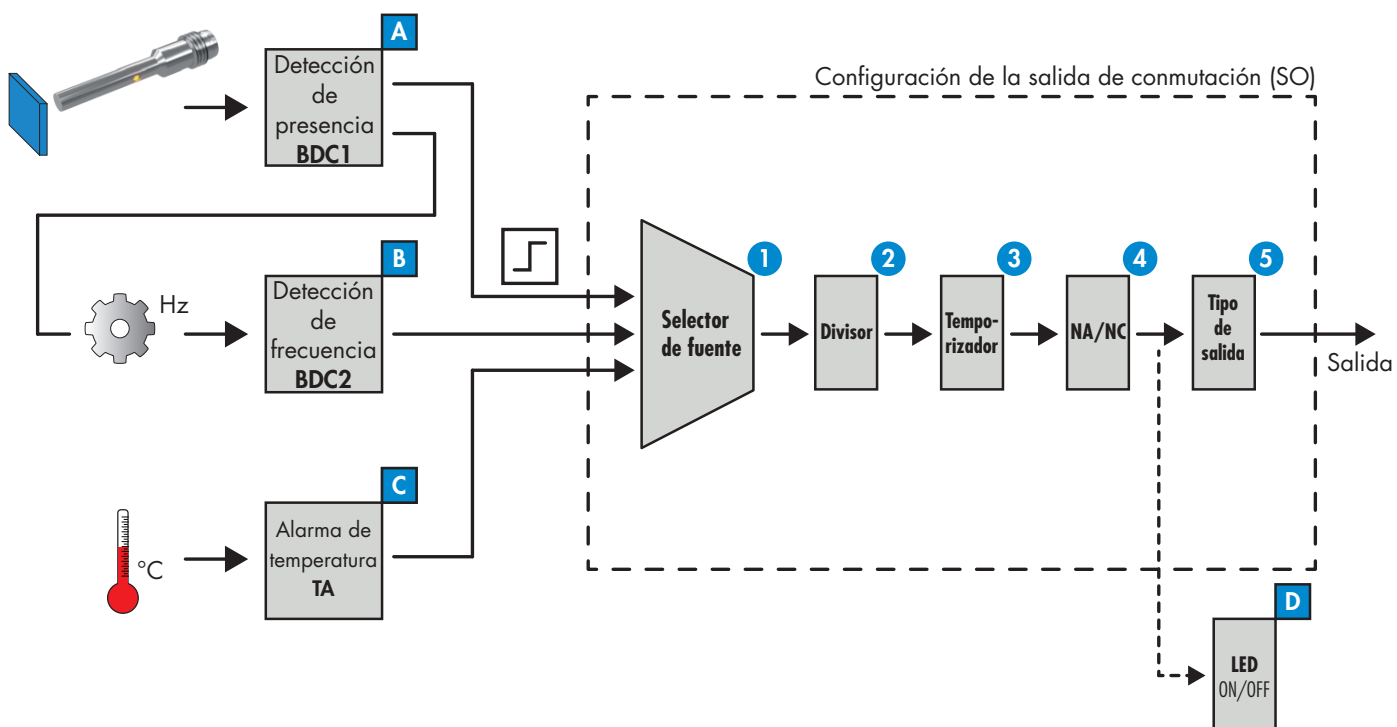 A
Detección
de
presencia
BDC1
Configuración de la salida de conmutación (SO)
B
Hz
Detección
de
frecuencia
BDC2
1
Selector
de fuente
2
Divisor
3
Tempo-
rizador
4
NA/NC
5
Tipo
de
salida
Salida
C
°C
Alarma de
temperatura
TA
D
LED
ON/OFF